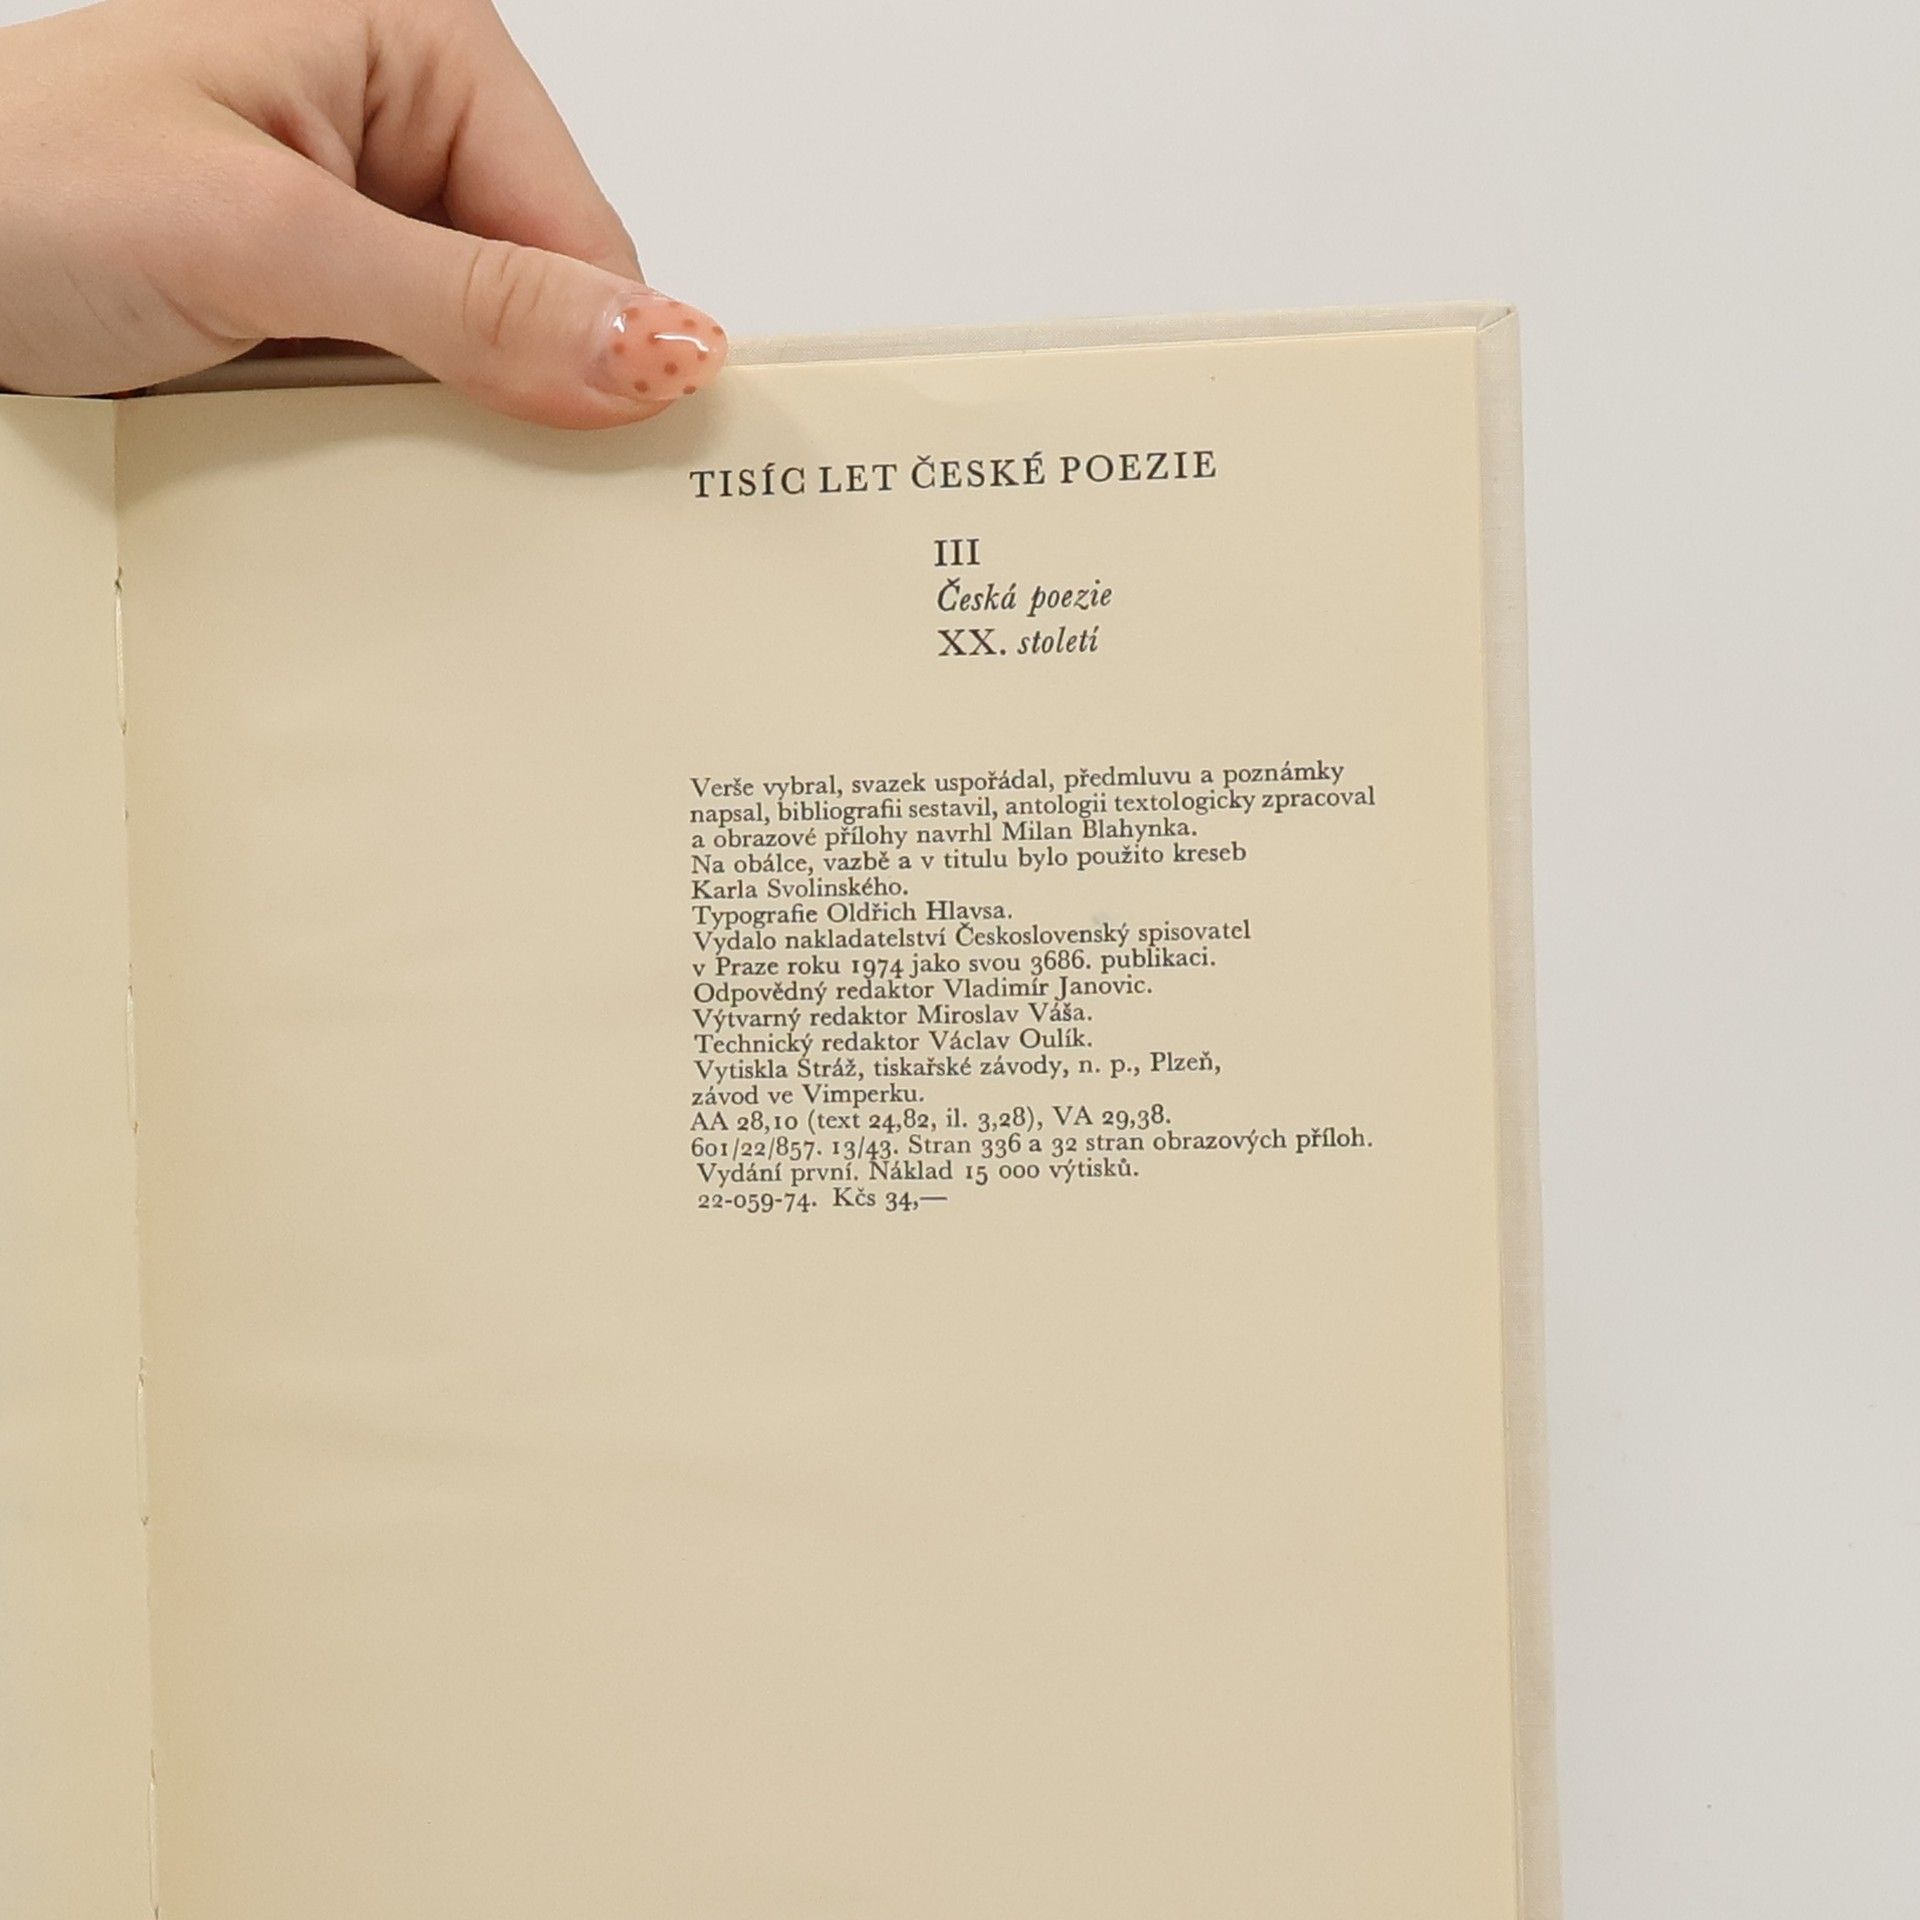 TISÍC LET ČESKÉ POEZIE
III
Česká poezie
XX. století
Verše vybral, svazek uspořádal, předmluvu a poznámky
napsal, bibliografii sestavil, antologii textologicky zpracoval
a obrazové přílohy navrhl Milan Blahynka.
Na obálce, vazbě a v titulu bylo použito kreseb
Karla Svolinského.
Typografie Oldřich Hlavsa.
Vydalo nakladatelství Československý spisovatel
v Praze roku 1974 jako svou 3686. publikaci.
Odpovědný redaktor Vladimír Janovic.
Výtvarný redaktor Miroslav Váša.
Technický redaktor Václav Oulík.
Vytiskla Stráž, tiskařské závody, n. p., Plzeň,
závod ve Vimperku.
AA 28,10 (text 24,82, il. 3,28), VA 29,38.
601/22/857. 13/43. Stran 336 a 32 stran obrazových příloh.
Vydání první. Náklad 15 000 výtisků.
22-059-74. Kčs 34,—